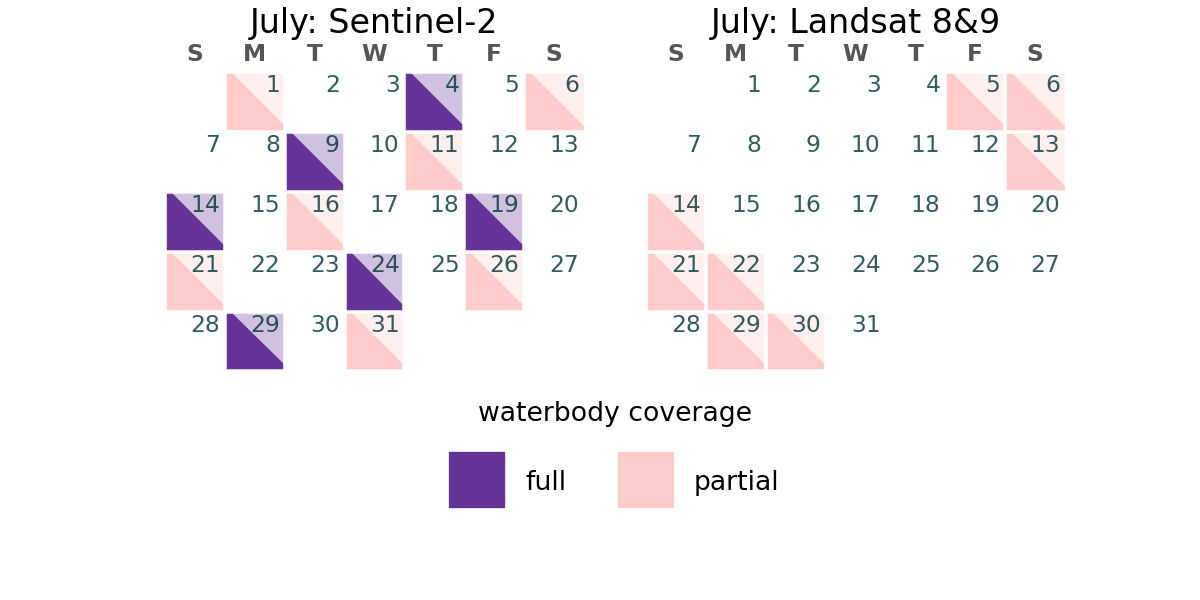 July: Sentinel-2
S M T W T F S
1 2 3 4 5 6
7 8 9 10 11 12 13
14 15 16 17 18 19 20
21 22 23 24 25 26 27
28 29 30 31
July: Landsat 8&9
S M T W T F S
1 2 3 4 5 6
7 8 9 10 11 12 13
14 15 16 17 18 19 20
21 22 23 24 25 26 27
28 29 30 31
waterbody coverage
full
partial